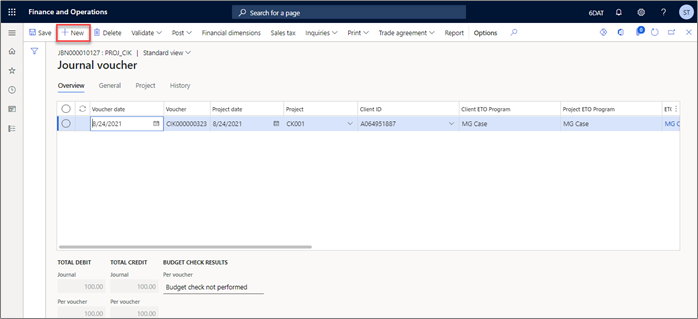 Finance and Operations
Search for a page
6DAT
ST
Save
New
Delete
Validate
Post
Financial dimensions
Sales tax
Inquiries
Print
Trade agreement
Report
Options
0
JBN000010127 : PROJ_CIK
Standard view
Journal voucher
Overview
General
Project
History
Voucher date
Voucher
Project date
Project
Client ID
Client ETO Program
Project ETO Program
ETC
8/24/2021
CIK000000323
8/24/2021
CK001
A064951887
MG Case
MG Case
MG C
TOTAL DEBIT
TOTAL CREDIT
BUDGET CHECK RESULTS
Journal
Journal
Per voucher
100.00
100.00
Budget check not performed
Per voucher
Per voucher
100.00
100.00